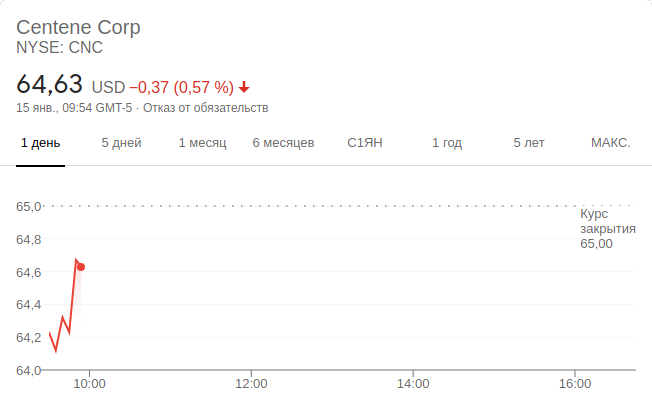 Centene Corp
NYSE: CNC
64,63 USD −0,37 (0,57 %)
15 янв., 09:54 GMT-5 · Отказ от обязательств
1 день 5 дней 1 месяц 6 месяцев С1ЯН 1 год 5 лет МАКС.
65,0
Курс
закрытия
65,00
64,8
64,6
64,4
64,2
64,0
10:00 12:00 14:00 16:00